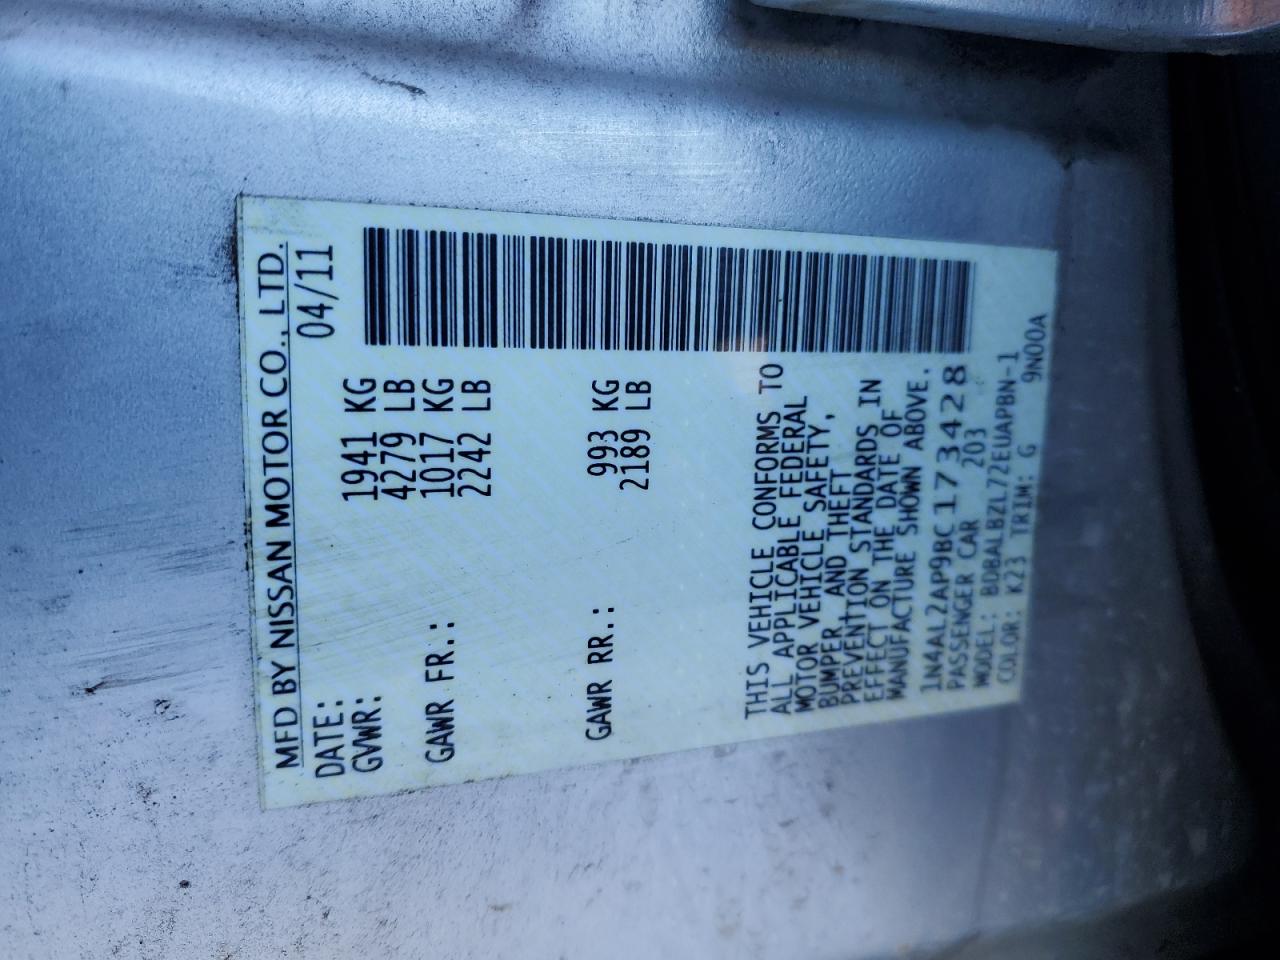 MFD BY NISSAN MOTOR CO., LTD.
DATE: 04/11
GVWR: 1941 KG
4279 LB
GAWR FR.: 1017 KG
2242 LB
GAWR RR.: 993 KG
2189 LB
THIS VEHICLE CONFORMS TO
ALL APPLICABLE FEDERAL
MOTOR VEHICLE SAFETY,
BUMPER, AND THEFT
PREVENTION STANDARDS IN
EFFECT ON THE DATE OF
MANUFACTURE SHOWN ABOVE.
1N4AL2AP9BC173428
PASSENGER CAR 203
MODEL: BDBALBZL72EUAPBN-1
COLOR: K23 TRIM: G 9N00A